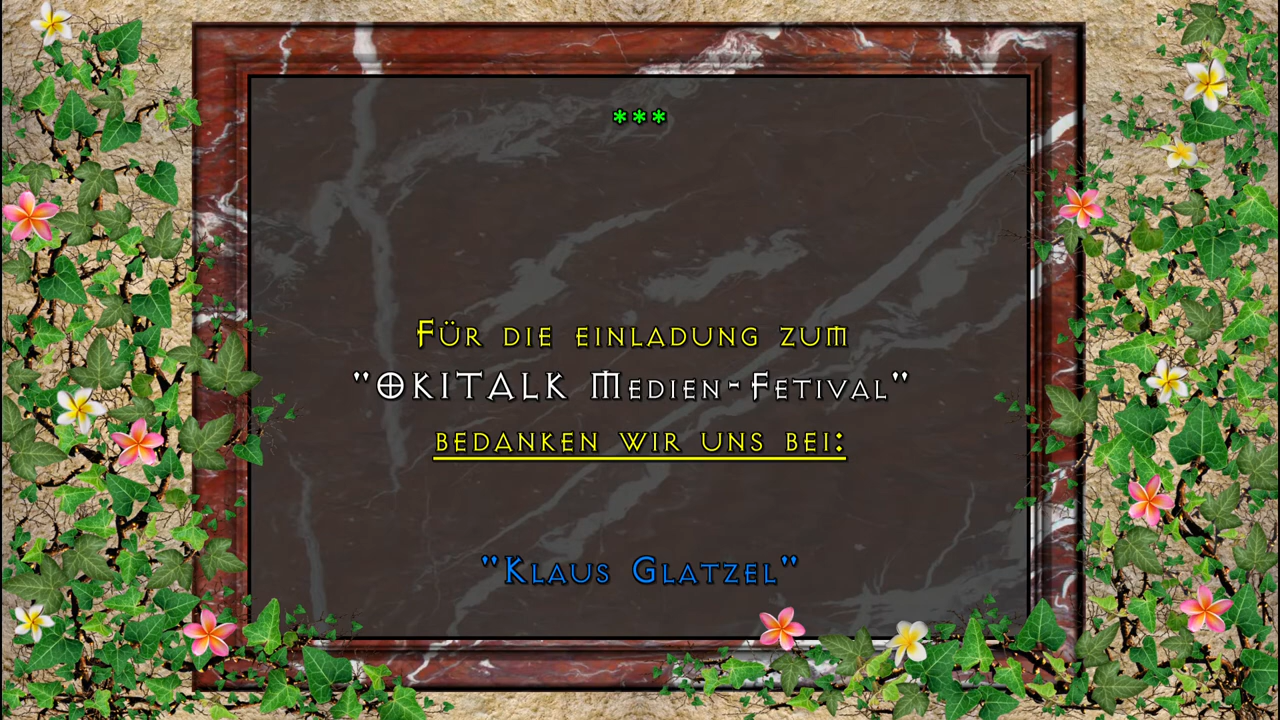 ***
Für die einladung zum
"OKITALK Medien-Fetival"
bedanken wir uns bei:
"Klaus Glatzel"